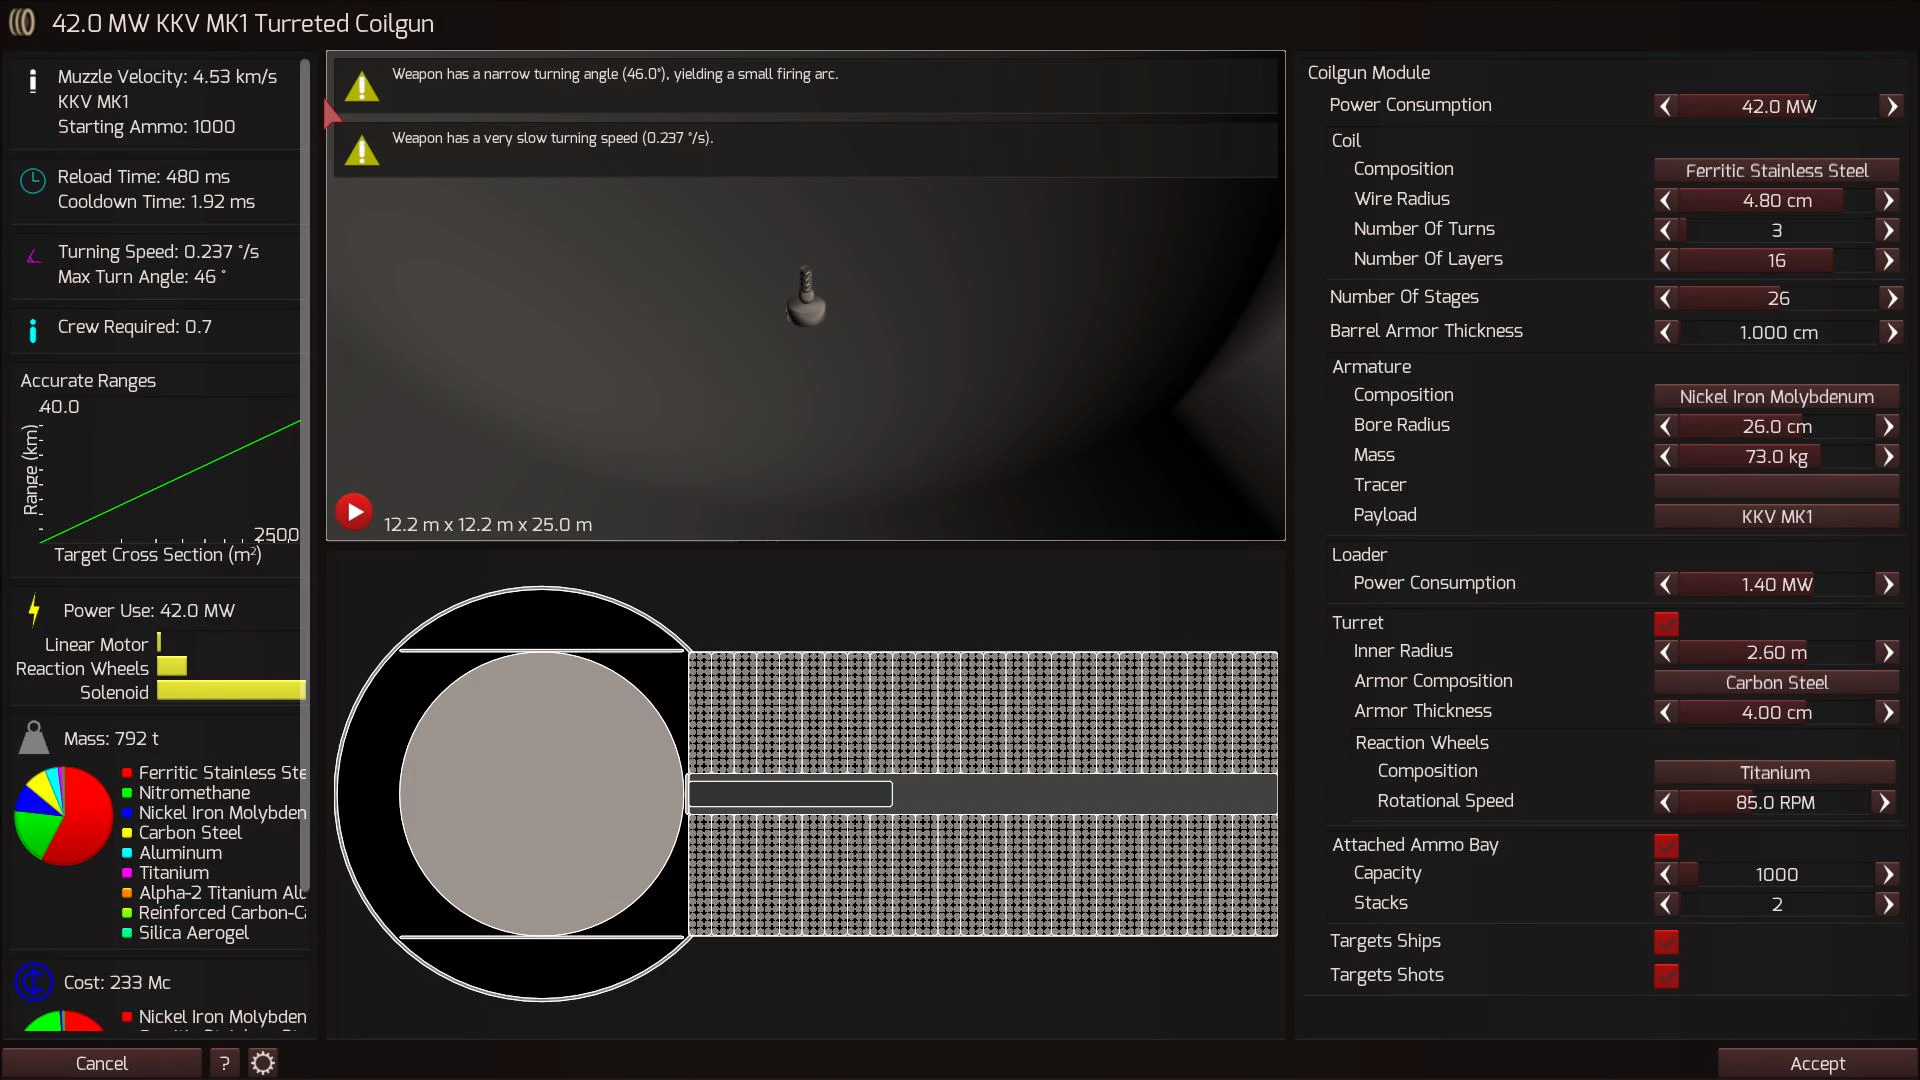 42.0 MW KKV MK1 Turreted Coilgun
Muzzle Velocity: 4.53 km/s
KKV MK1
Starting Ammo: 1000
Reload Time: 480 ms
Cooldown Time: 1.92 ms
Turning Speed: 0.237 °/s
Max Turn Angle: 46 °
Crew Required: 0.7
Accurate Ranges
40.0
Range (km)
2500
Target Cross Section (m²)
Power Use: 42.0 MW
Linear Motor
Reaction Wheels
Solenoid
Mass: 792 t
Ferritic Stainless Ste
Nitromethane
Nickel Iron Molybden
Carbon Steel
Aluminum
Titanium
Alpha-2 Titanium Alu
Reinforced Carbon-Ca
Silica Aerogel
Cost: 233 Mc
Nickel Iron Molybden
Weapon has a narrow turning angle (46.0°), yielding a small firing arc.
Weapon has a very slow turning speed (0.237 °/s).
12.2 m x 12.2 m x 25.0 m
Coilgun Module
Power Consumption 42.0 MW
Coil
Composition Ferritic Stainless Steel
Wire Radius 4.80 cm
Number Of Turns 3
Number Of Layers 16
Number Of Stages 26
Barrel Armor Thickness 1.000 cm
Armature
Composition Nickel Iron Molybdenum
Bore Radius 26.0 cm
Mass 73.0 kg
Tracer
Payload KKV MK1
Loader
Power Consumption 1.40 MW
Turret
Inner Radius 2.60 m
Armor Composition Carbon Steel
Armor Thickness 4.00 cm
Reaction Wheels
Composition Titanium
Rotational Speed 85.0 RPM
Attached Ammo Bay
Capacity 1000
Stacks 2
Targets Ships
Targets Shots
Cancel
?
Accept